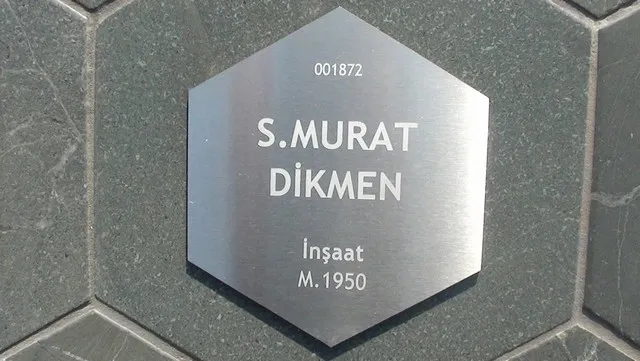 001872
S.MURAT
DİKMEN
İnşaat
M.1950